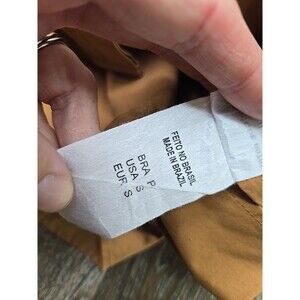 FEITO NO BRASIL
MADE IN BRAZIL
BRA P
USA S
EUR S